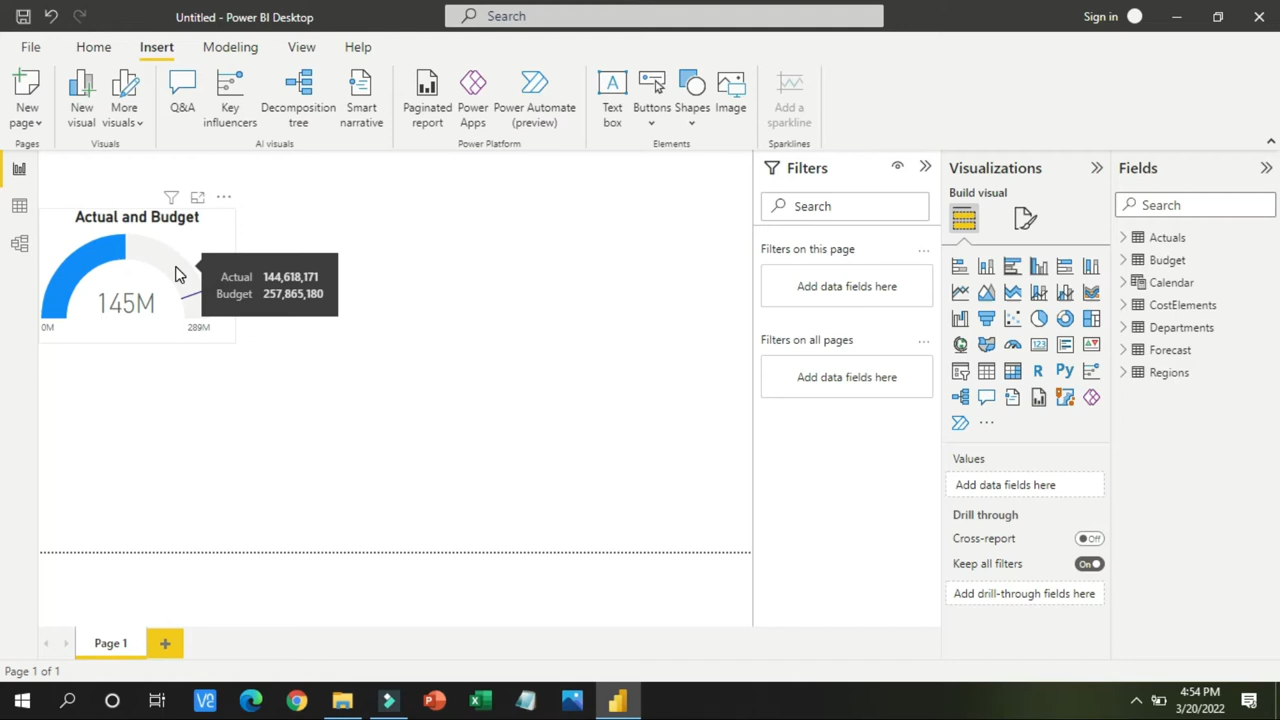 Untitled - Power BI Desktop
Search
Sign in
File
Home
Insert
Modeling
View
Help
New
page
New
visual
More
visuals
Q&A
Key
influencers
Decomposition
tree
Smart
narrative
Paginated
report
Power
Apps
Power Automate
(preview)
Text
box
Buttons
Shapes
Image
Add a
sparkline
Pages
Visuals
AI visuals
Power Platform
Elements
Sparklines
Actual and Budget
145M
0M
289M
Actual 144,618,171
Budget 257,865,180
Filters
Search
Filters on this page
Add data fields here
Filters on all pages
Add data fields here
Visualizations
Build visual
123
R
Py
Values
Add data fields here
Drill through
Cross-report
Off
Keep all filters
On
Add drill-through fields here
Fields
Search
Actuals
Budget
Calendar
CostElements
Departments
Forecast
Regions
Page 1
Page 1 of 1
4:54 PM
3/20/2022